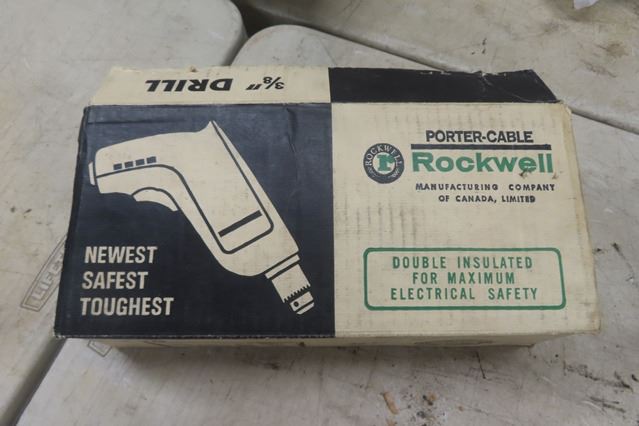 3/8" DRILL
PORTER-CABLE
ROCKWELL
R
Rockwell
MANUFACTURING COMPANY
OF CANADA, LIMITED
NEWEST
SAFEST
TOUGHEST
DOUBLE INSULATED
FOR MAXIMUM
ELECTRICAL SAFETY